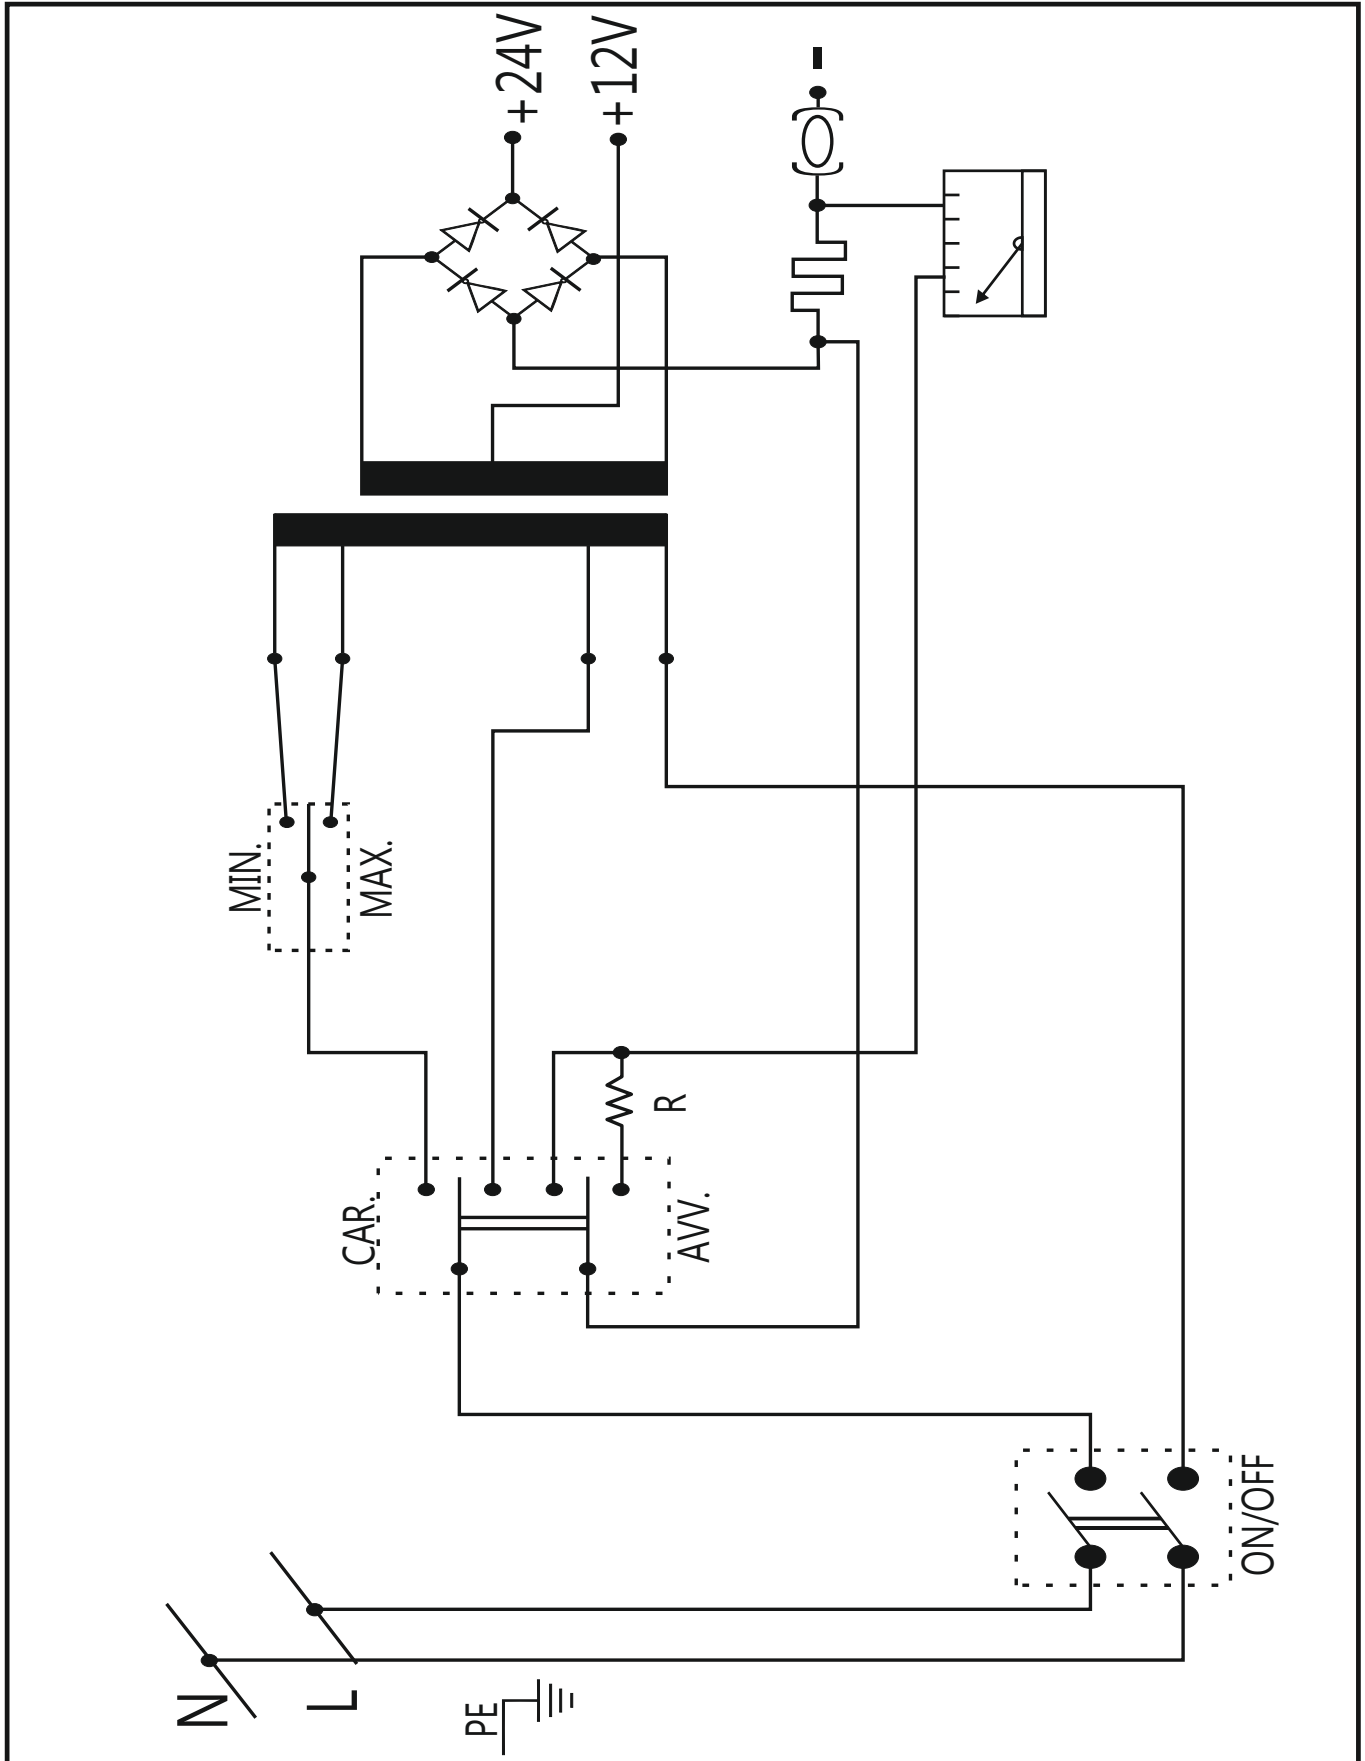 +24V
+12V
-
MIN.
MAX.
R
CAR.
AVV.
ON/OFF
N
L
PE